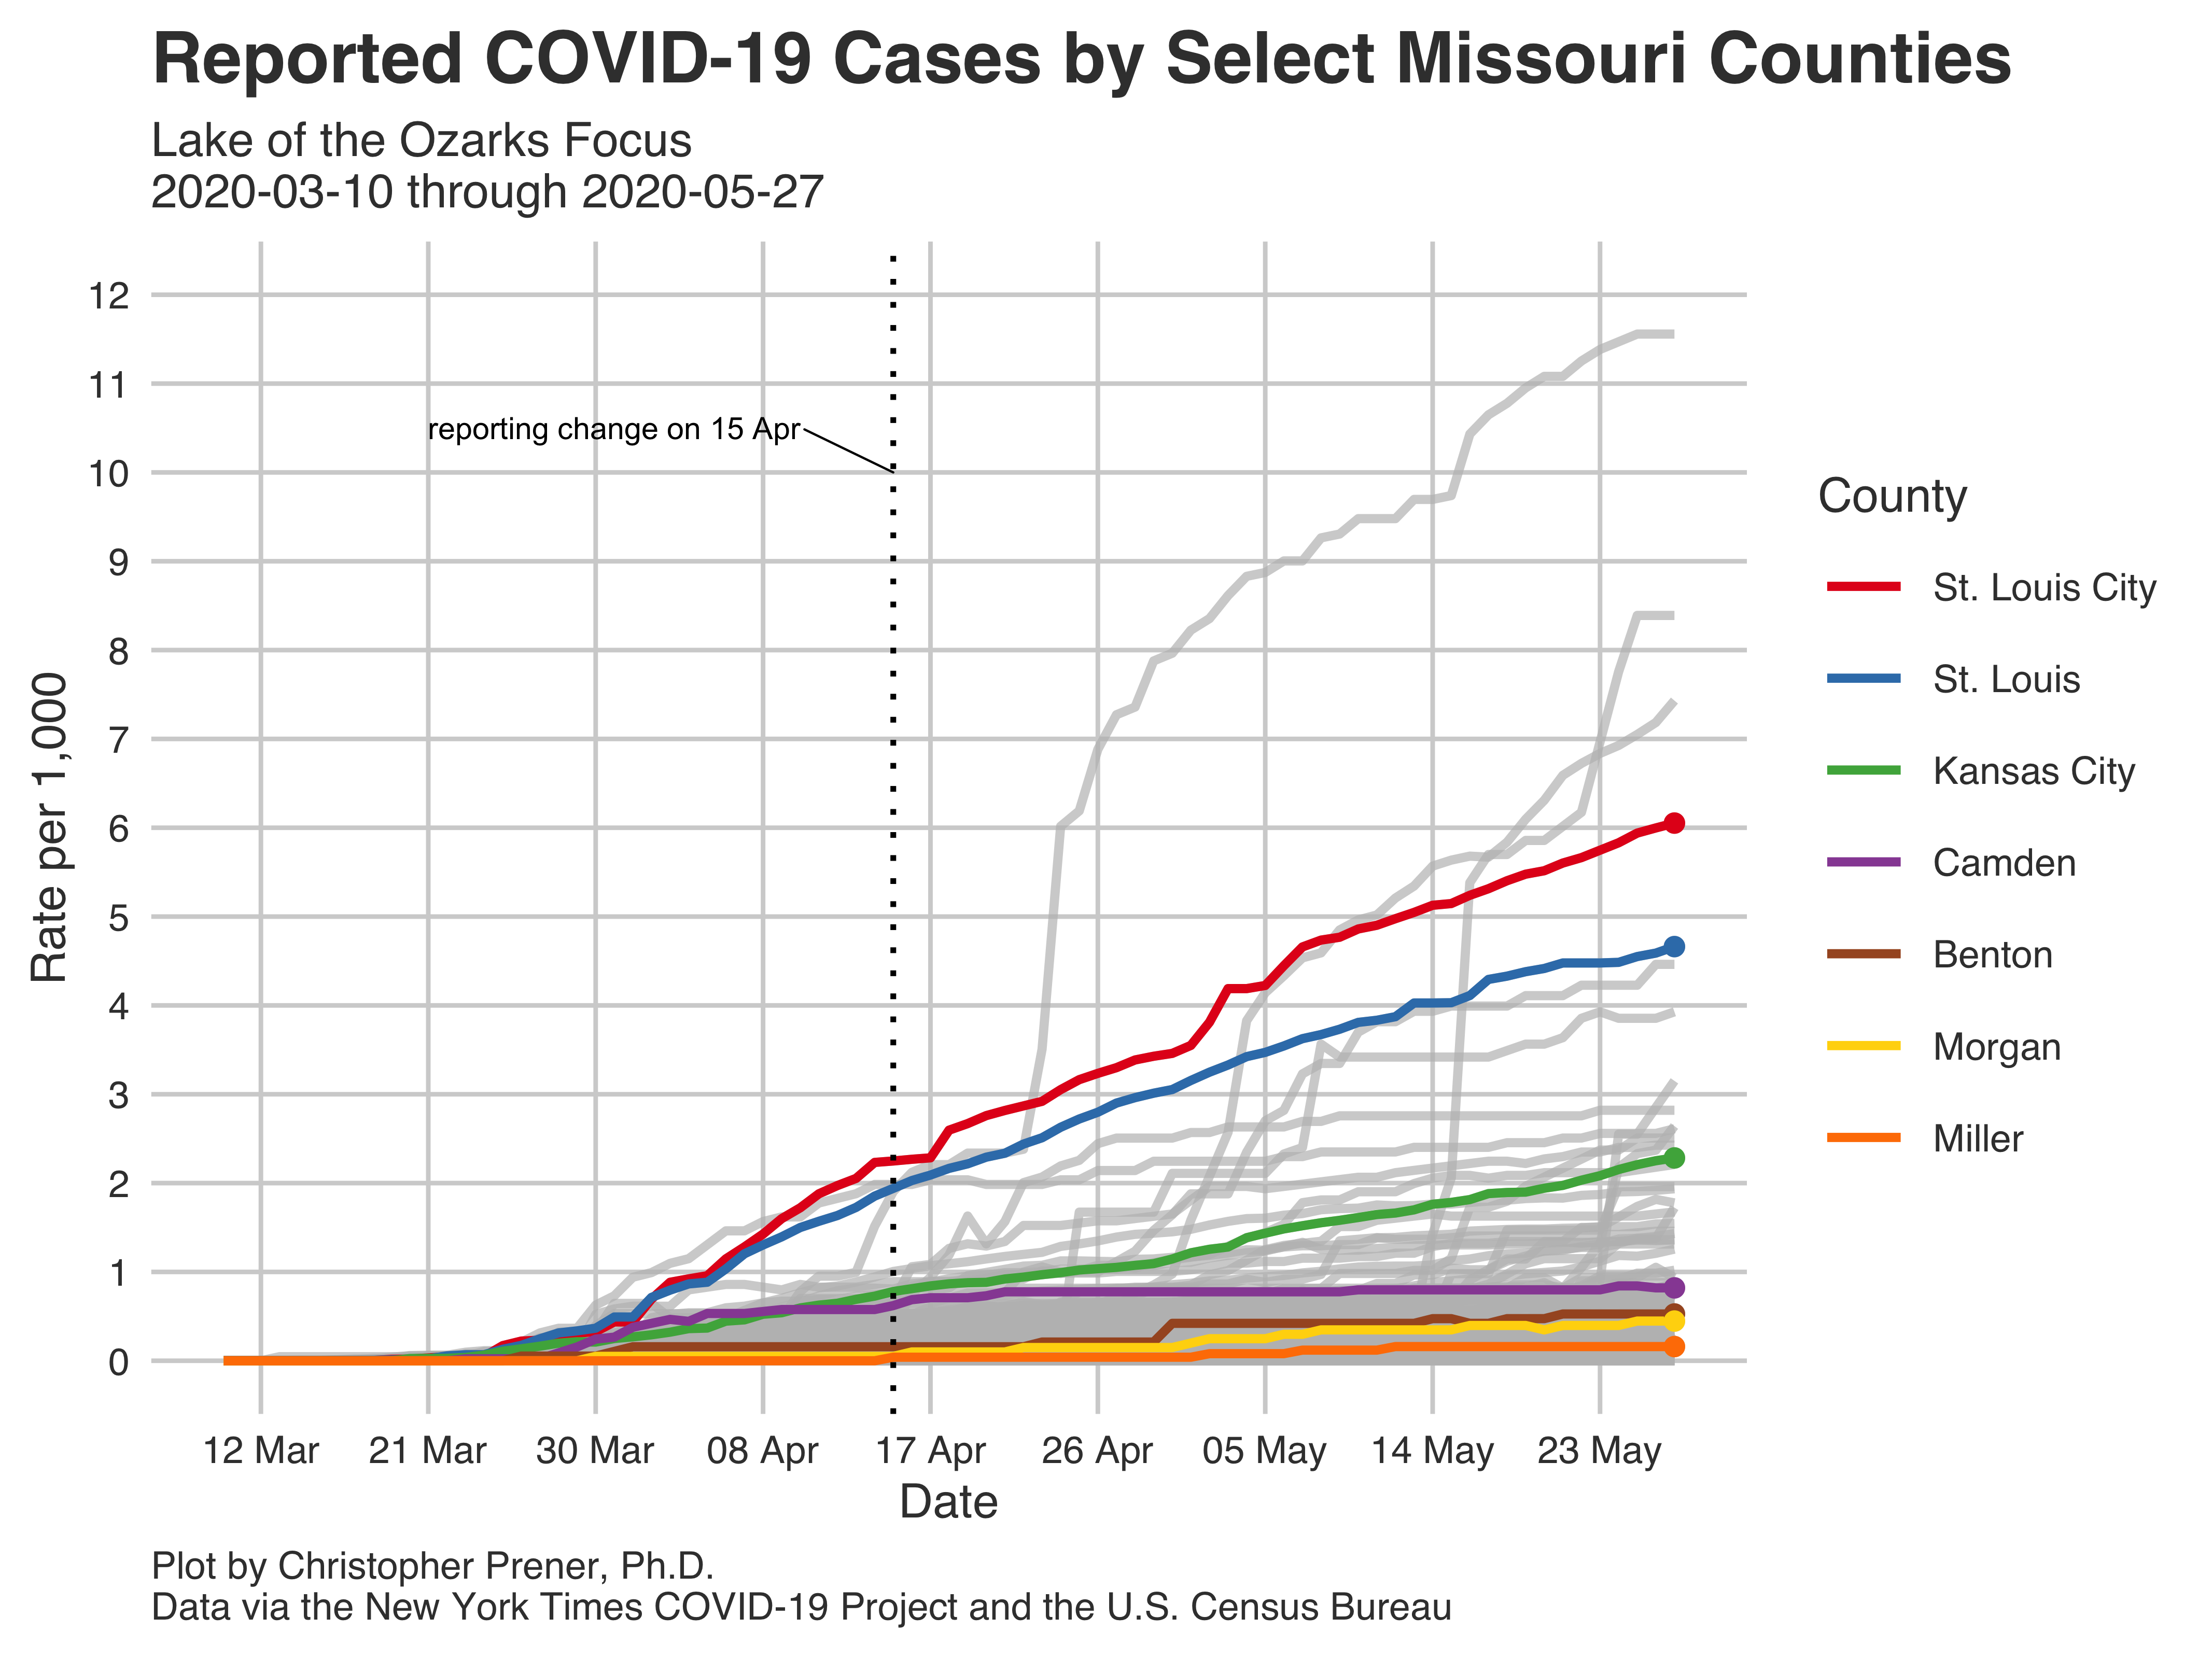 Reported COVID-19 Cases by Select Missouri Counties
Lake of the Ozarks Focus
2020-03-10 through 2020-05-27
12
11
reporting change on 15 Apr
10
9
8
7
6
5
4
3
2
1
0
Rate per 1,000
12 Mar
21 Mar
30 Mar
08 Apr
17 Apr
26 Apr
05 May
14 May
23 May
Date
County
St. Louis City
St. Louis
Kansas City
Camden
Benton
Morgan
Miller
Plot by Christopher Prener, Ph.D.
Data via the New York Times COVID-19 Project and the U.S. Census Bureau